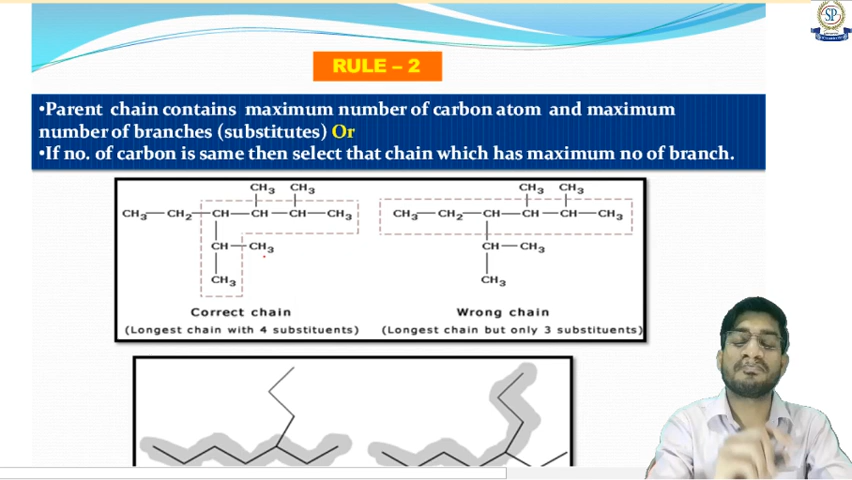 SP
RULE – 2
•Parent chain contains maximum number of carbon atom and maximum
number of branches (substitutes) Or
•If no. of carbon is same then select that chain which has maximum no of branch.
CH3 CH3
CH3—CH2—CH—CH—CH—CH3
CH—CH3
CH3
Correct chain
(Longest chain with 4 substituents)
CH3 CH3
CH3—CH2—CH—CH—CH—CH3
CH—CH3
CH3
Wrong chain
(Longest chain but only 3 substituents)